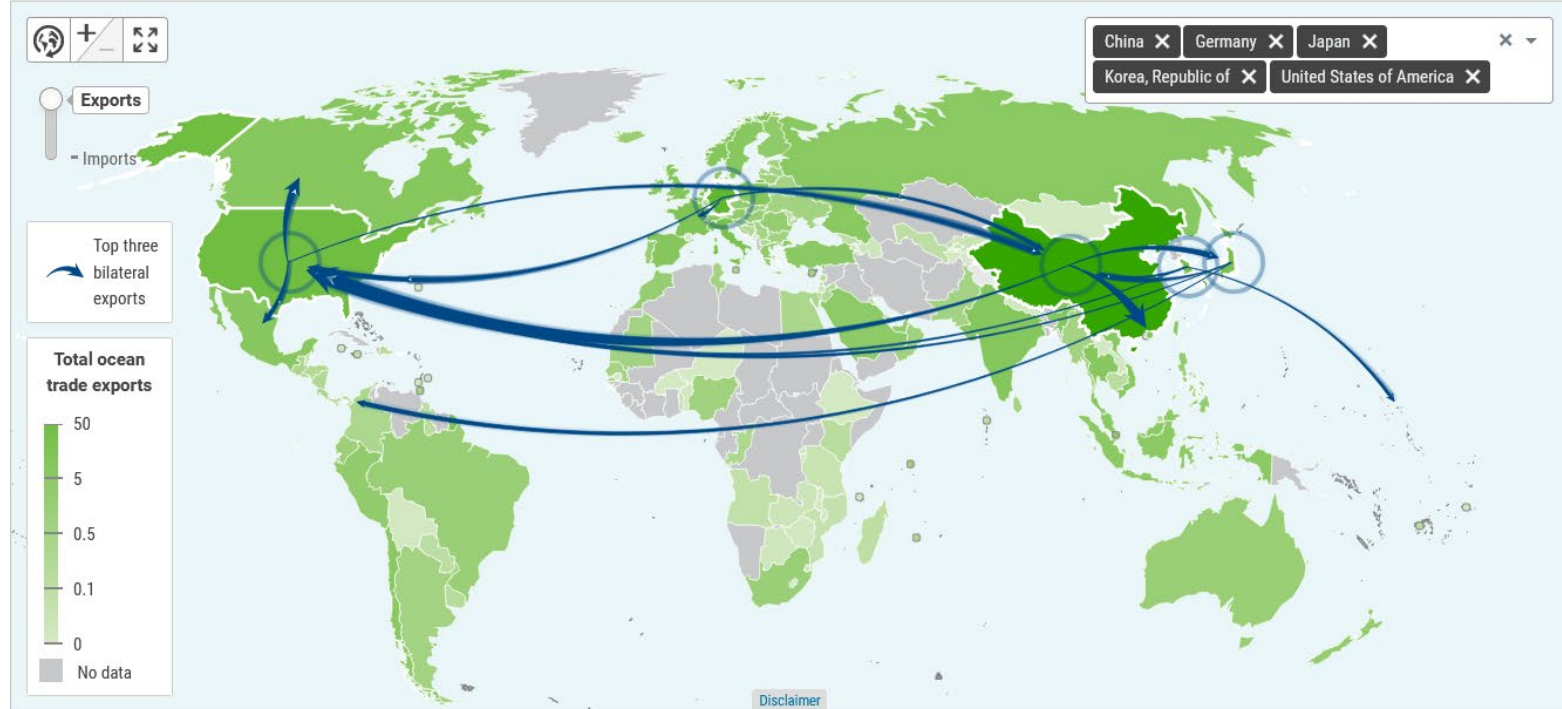 China ✕ Germany ✕ Japan ✕
Korea, Republic of ✕ United States of America ✕
Exports
Imports
Top three
bilateral
exports
Total ocean
trade exports
50
5
0.5
0.1
0
No data
Disclaimer